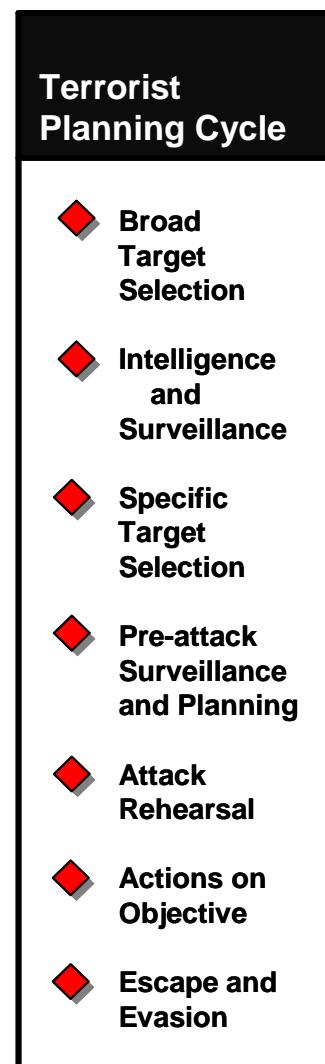 Terrorist
Planning Cycle
Broad
Target
Selection
Intelligence
and
Surveillance
Specific
Target
Selection
Pre-attack
Surveillance
and Planning
Attack
Rehearsal
Actions on
Objective
Escape and
Evasion